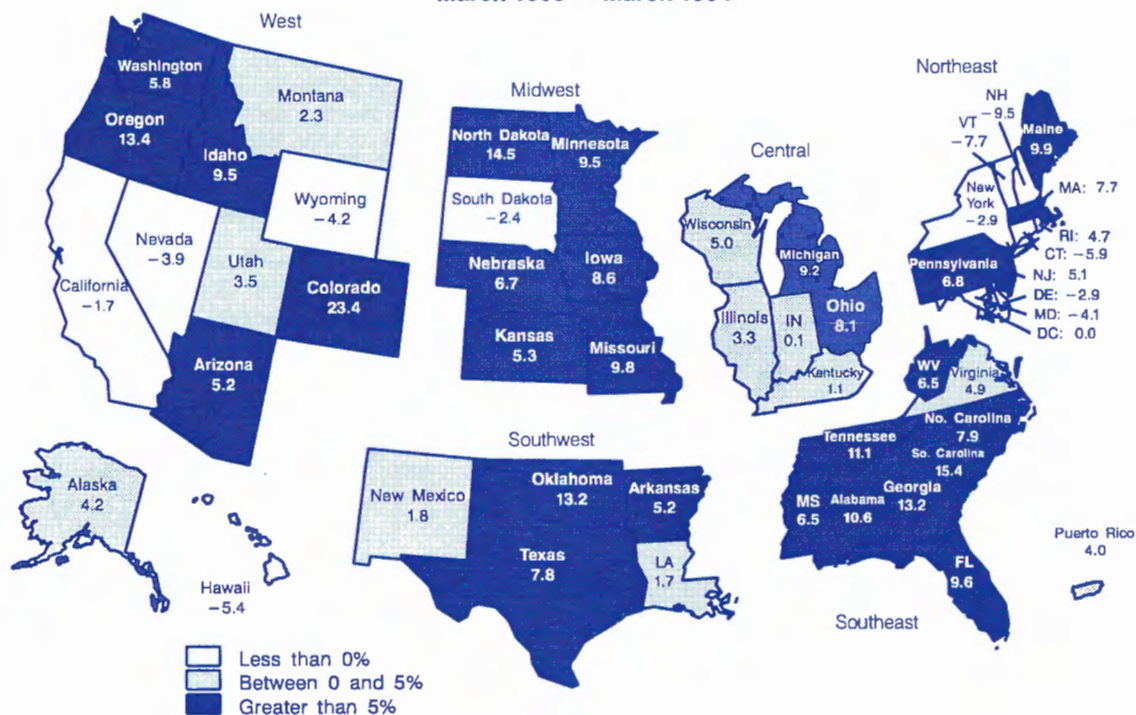 West
Washington
5.8
Montana
2.3
Oregon
13.4
Idaho
9.5
Wyoming
−4.2
Nevada
−3.9
Utah
3.5
California
−1.7
Colorado
23.4
Arizona
5.2
Alaska
4.2
Hawaii
−5.4
Midwest
North Dakota
14.5
Minnesota
9.5
South Dakota
−2.4
Nebraska
6.7
Iowa
8.6
Kansas
5.3
Missouri
9.8
Central
Wisconsin
5.0
Michigan
9.2
Illinois
3.3
IN
0.1
Ohio
8.1
Kentucky
1.1
Northeast
NH
−9.5
VT
−7.7
Maine
9.9
New
York
−2.9
MA: 7.7
RI: 4.7
CT: −5.9
Pennsylvania
6.8
NJ: 5.1
DE: −2.9
MD: −4.1
DC: 0.0
Southwest
New Mexico
1.8
Oklahoma
13.2
Arkansas
5.2
Texas
7.8
LA
1.7
WV
6.5
Virginia
4.9
No. Carolina
7.9
Tennessee
11.1
So. Carolina
15.4
Georgia
13.2
MS
6.5
Alabama
10.6
FL
9.6
Southeast
Puerto Rico
4.0
Less than 0%
Between 0 and 5%
Greater than 5%